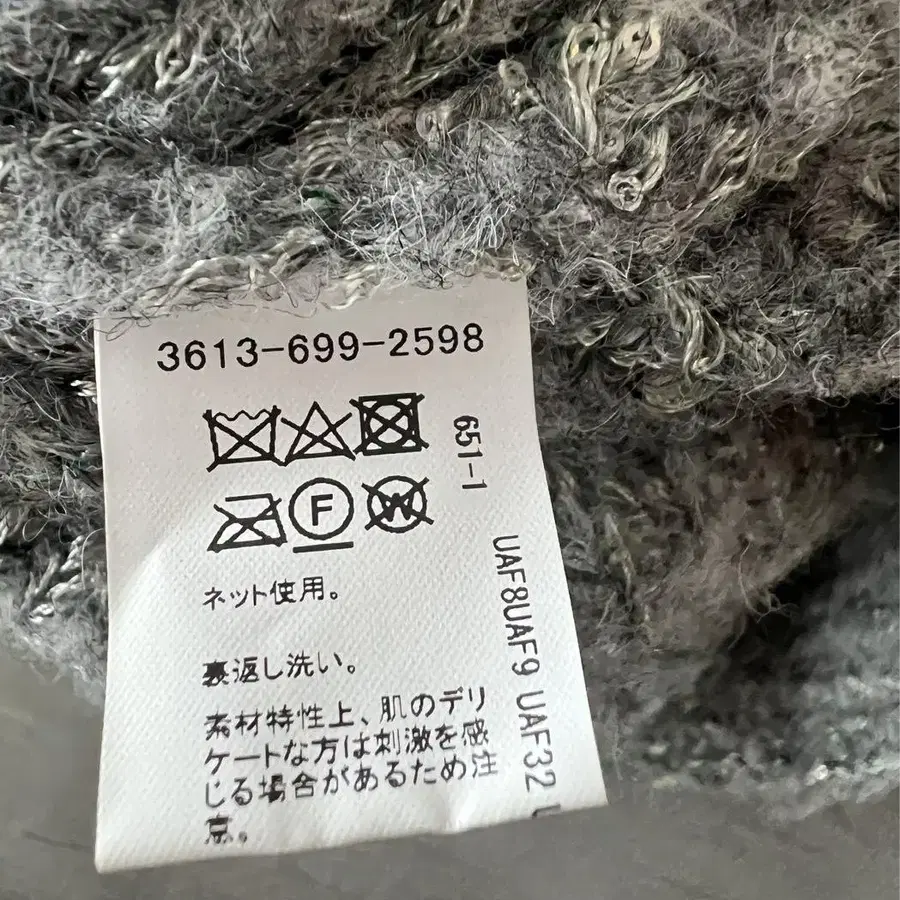 3613-699-2598
651-1
F
W
UAF8UAF9 UAF32
ネット使用。
裏返し洗い。
素材特性上、肌のデリ
ケートな方は刺激を感
じる場合があるため注
意。